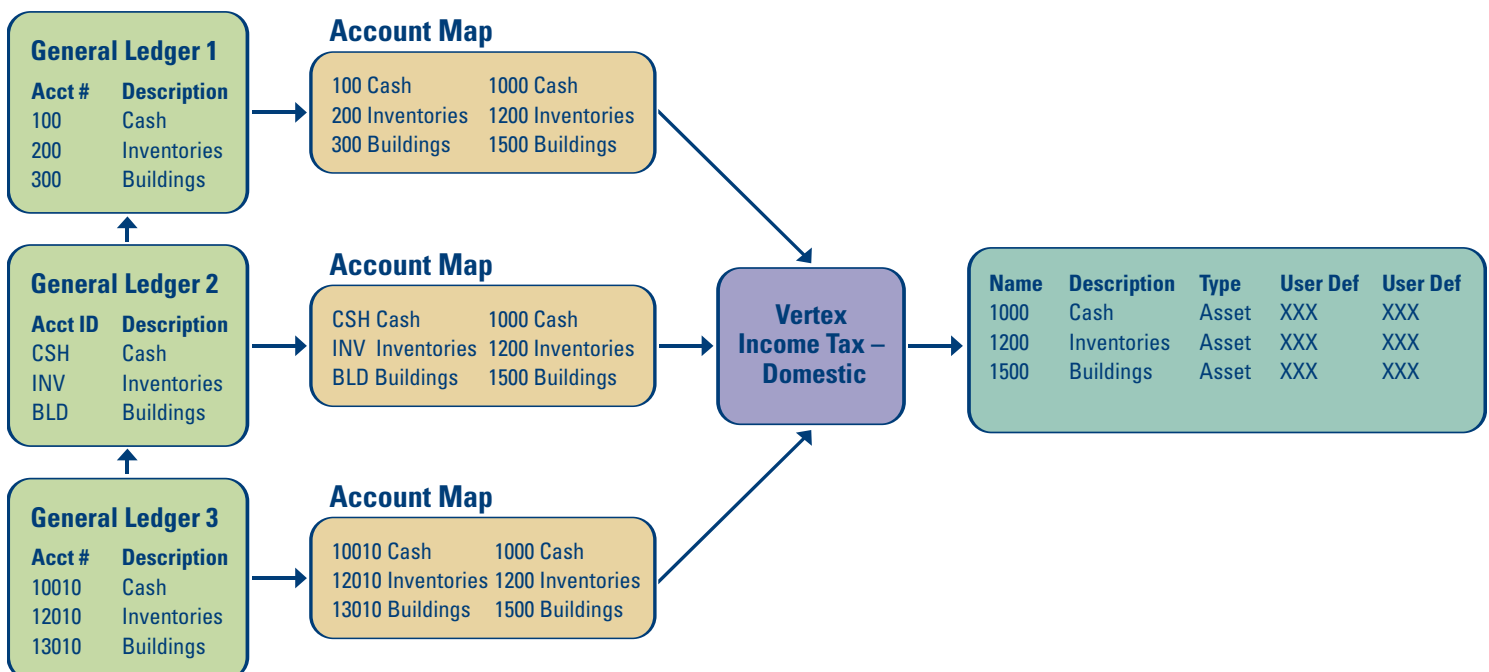 General Ledger 1
Acct # Description
100 Cash
200 Inventories
300 Buildings
Account Map
100 Cash 1000 Cash
200 Inventories 1200 Inventories
300 Buildings 1500 Buildings
General Ledger 2
Acct ID Description
CSH Cash
INV Inventories
BLD Buildings
Account Map
CSH Cash 1000 Cash
INV Inventories 1200 Inventories
BLD Buildings 1500 Buildings
General Ledger 3
Acct # Description
10010 Cash
12010 Inventories
13010 Buildings
Account Map
10010 Cash 1000 Cash
12010 Inventories 1200 Inventories
13010 Buildings 1500 Buildings
Vertex
Income Tax –
Domestic
Name Description Type User Def User Def
1000 Cash Asset XXX XXX
1200 Inventories Asset XXX XXX
1500 Buildings Asset XXX XXX